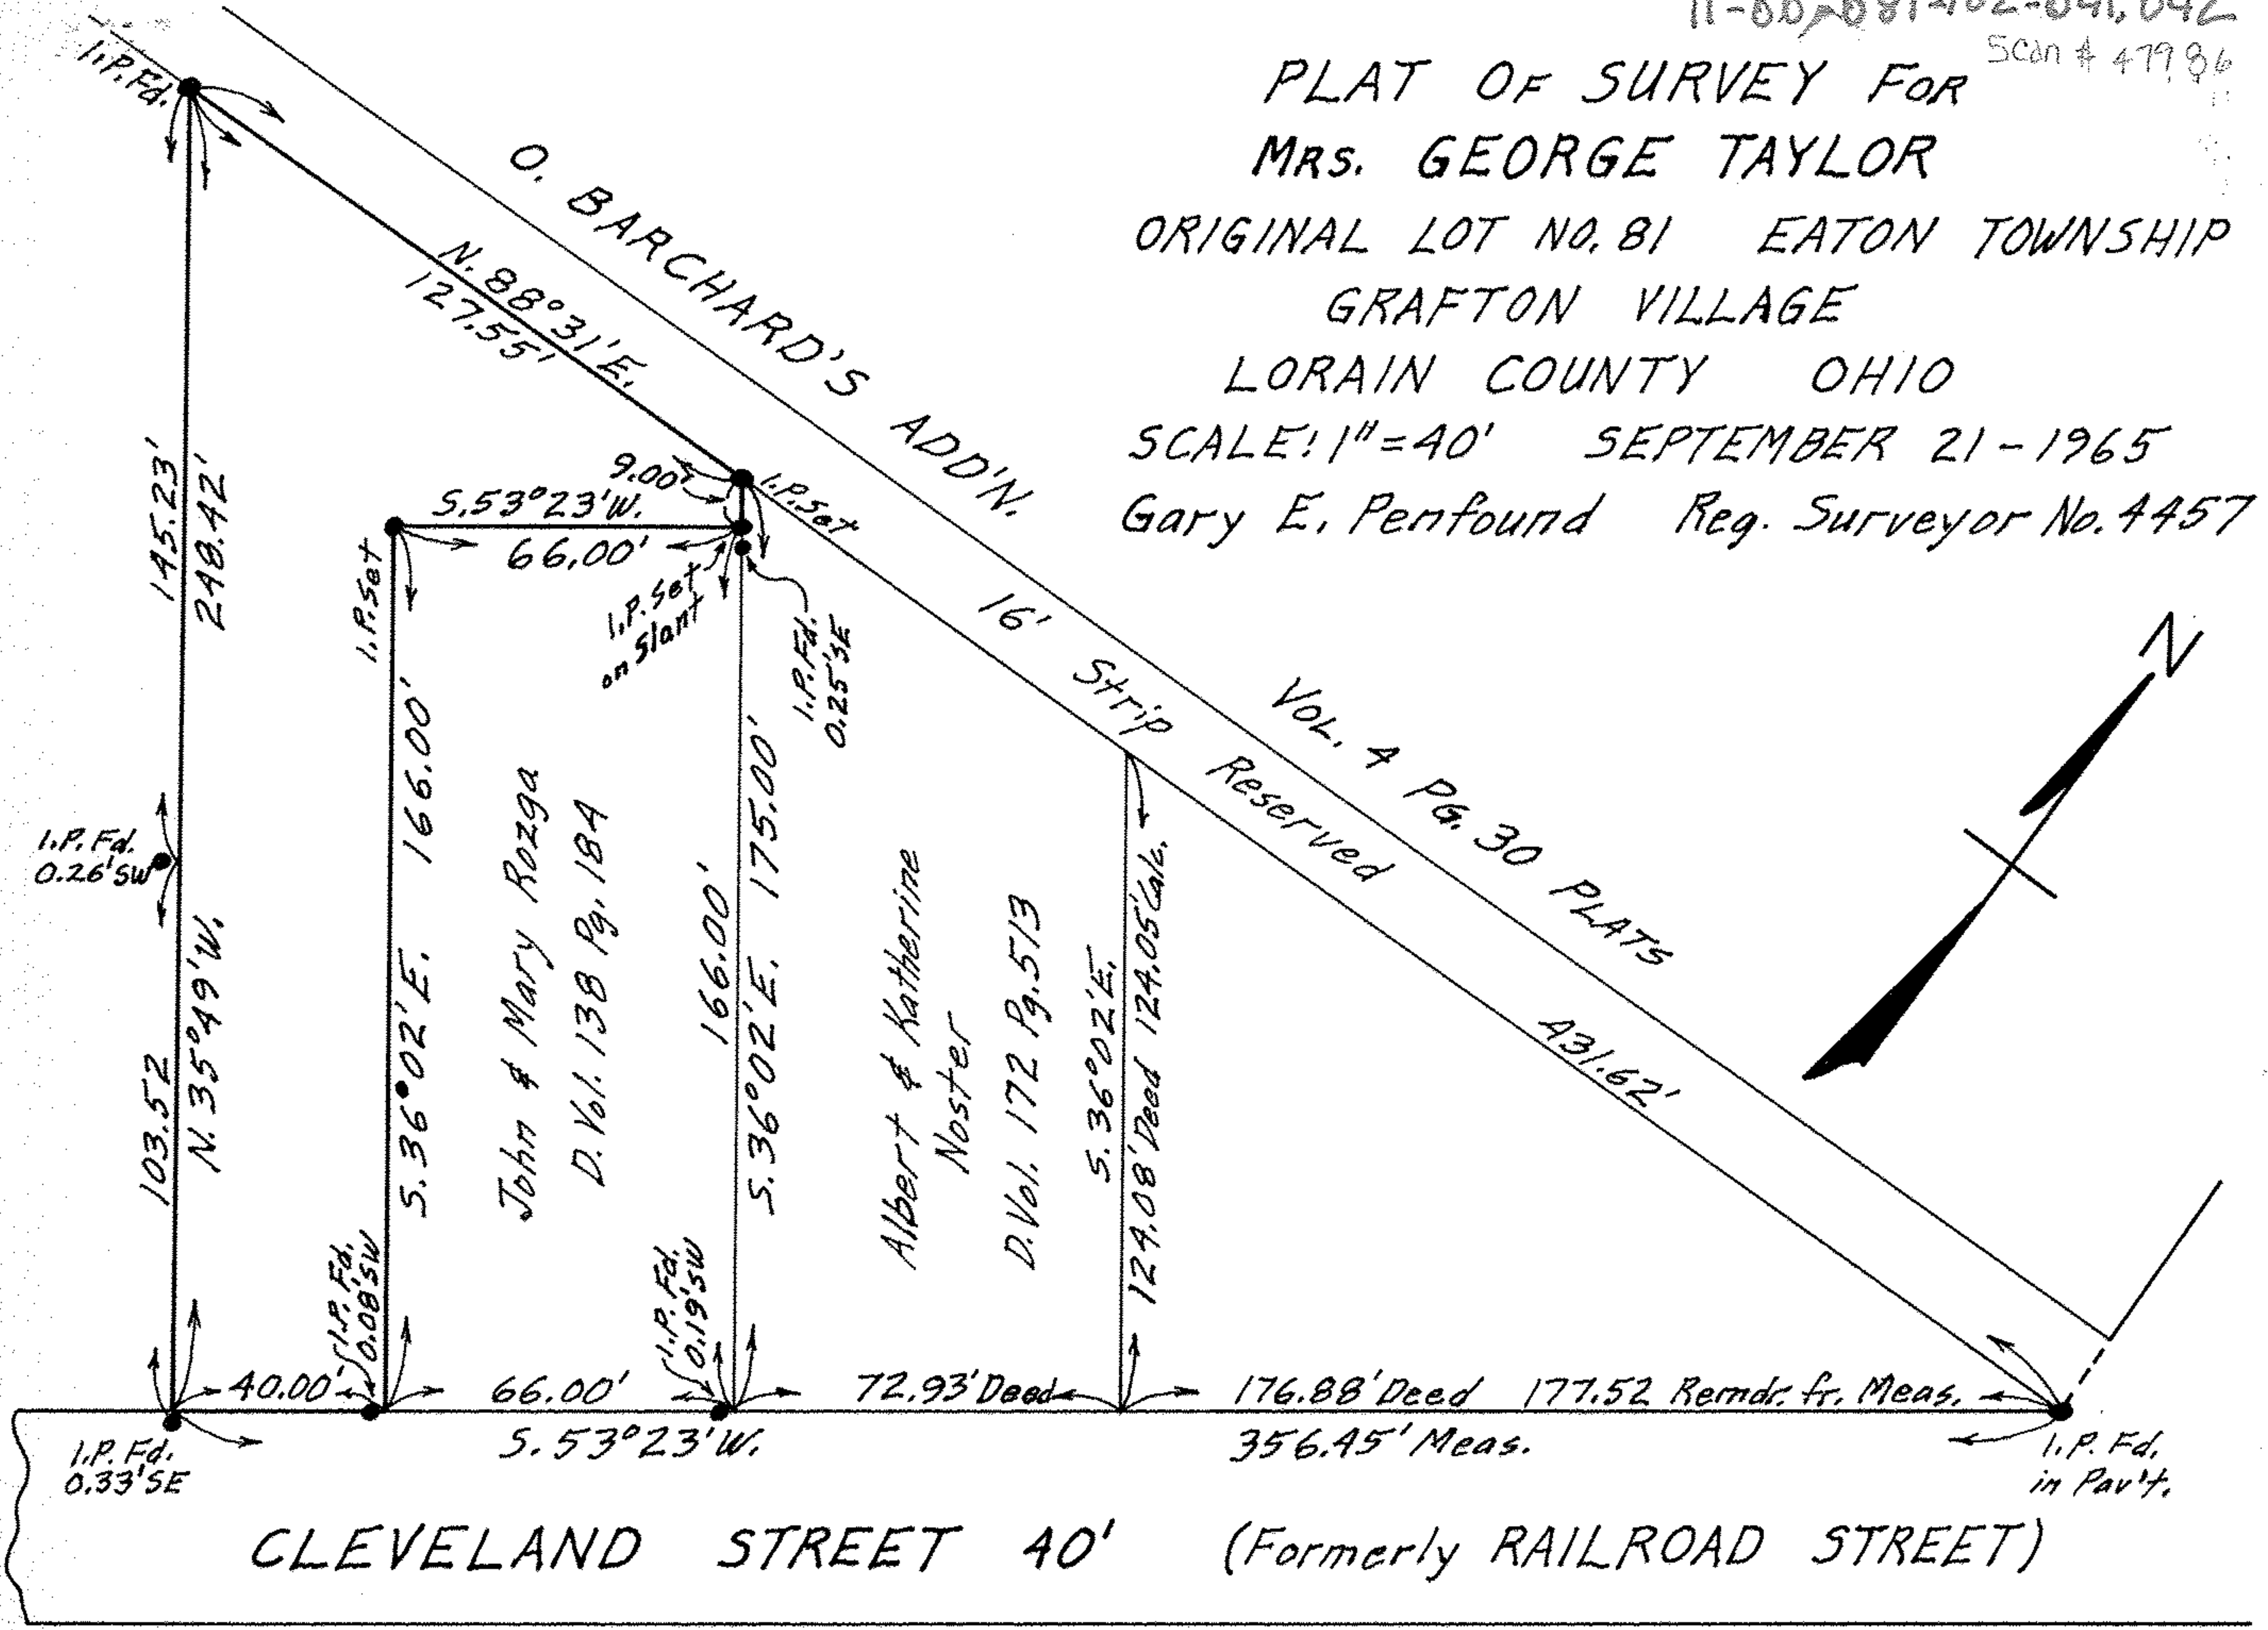 Scan # 47986
PLAT OF SURVEY FOR
MRS. GEORGE TAYLOR
ORIGINAL LOT NO. 81 EATON TOWNSHIP
GRAFTON VILLAGE
LORAIN COUNTY OHIO
SCALE: 1"=40' SEPTEMBER 21-1965
Gary E. Penfound Reg. Surveyor No. 4457
I.P. Fd.
O. BARCHARD'S ADD'N.
VOL. 4 PG. 30 PLATS
N. 88°31'E.
127.55'
16' Strip Reserved
431.62'
N
145.23'
248.42'
103.52
N. 35°49'W.
I.P. Fd.
0.26'SW
9.00'
I.P. Set
S. 53°23'W.
66.00'
I.P. Set
I.P. Set
on Slant
I.P. Fd.
0.25'SE
S. 36°02'E. 166.00'
John & Mary Rozga
D. Vol. 138 Pg. 184
166.00'
S. 36°02'E. 175.00'
Albert & Katherine
Noster
D. Vol. 172 Pg. 513
S. 36°02'E.
124.08' Deed 124.05' Calc.
I.P. Fd.
0.08'SW
I.P. Fd.
0.19'SW
40.00' 66.00' 72.93' Deed 176.88' Deed 177.52 Remdr. fr. Meas.
S. 53°23'W. 356.45' Meas.
I.P. Fd.
0.33'SE
I.P. Fd.
in Pav't.
CLEVELAND STREET 40' (Formerly RAILROAD STREET)